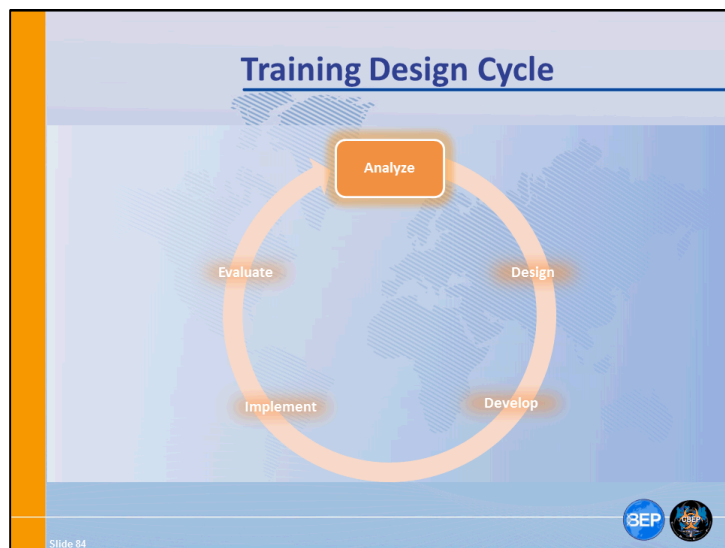 Training Design Cycle
Analyze
Evaluate
Design
Implement
Develop
BEP
CBEP
Slide 84